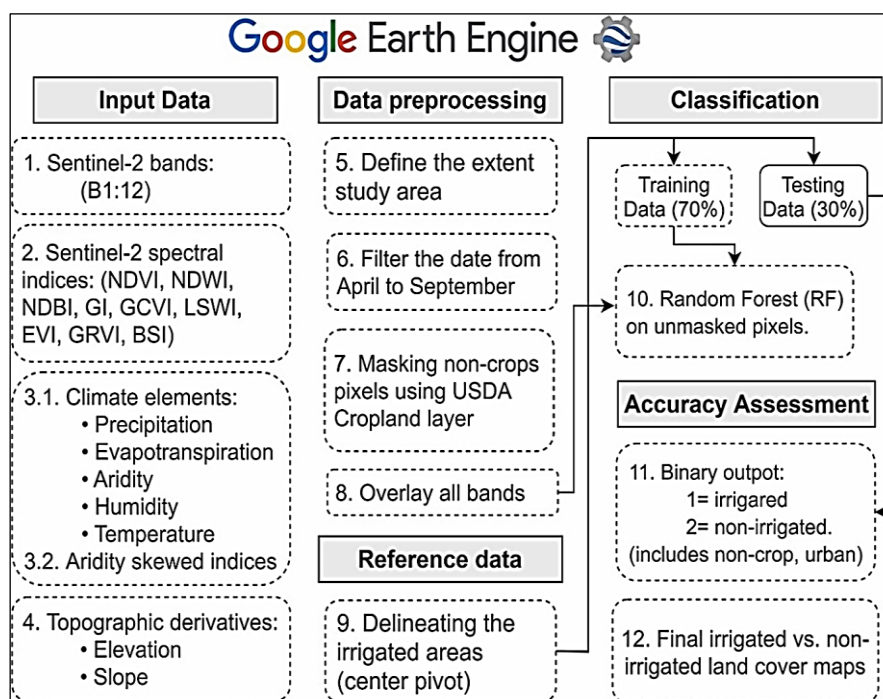 Google Earth Engine
Input Data
1. Sentinel-2 bands:
(B1:12)
2. Sentinel-2 spectral
indices: (NDVI, NDWI,
NDBI, GI, GCVI, LSWI,
EVI, GRVI, BSI)
3.1. Climate elements:
• Precipitation
• Evapotranspiration
• Aridity
• Humidity
• Temperature
3.2. Aridity skewed indices
4. Topographic derivatives:
• Elevation
• Slope
Data preprocessing
5. Define the extent
study area
6. Filter the date from
April to September
7. Masking non-crops
pixels using USDA
Cropland layer
8. Overlay all bands
Reference data
9. Delineating the
irrigated areas
(center pivot)
Classification
Training
Data (70%)
Testing
Data (30%)
10. Random Forest (RF)
on unmasked pixels.
Accuracy Assessment
11. Binary outpot:
1= irrigared
2= non-irrigated.
(includes non-crop, urban)
12. Final irrigated vs. non-
irrigated land cover maps